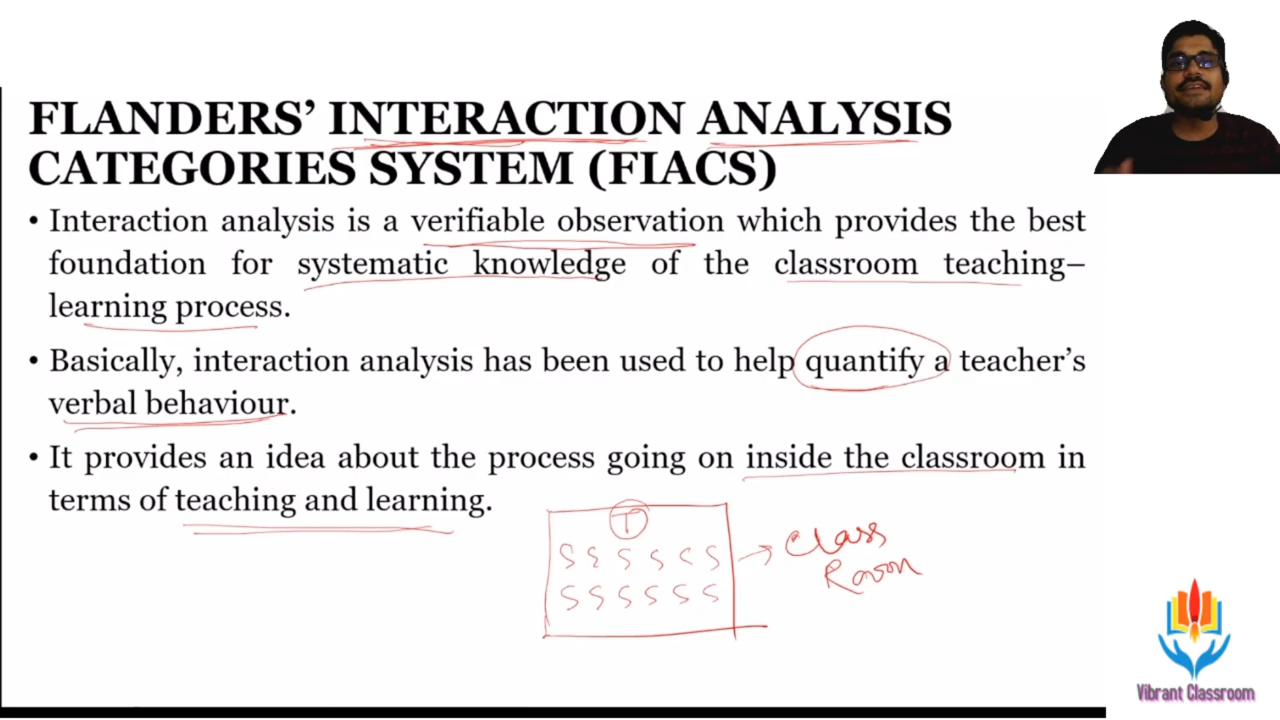 FLANDERS’ INTERACTION ANALYSIS
CATEGORIES SYSTEM (FIACS)
• Interaction analysis is a verifiable observation which provides the best
foundation for systematic knowledge of the classroom teaching–
learning process.
• Basically, interaction analysis has been used to help quantify a teacher’s
verbal behaviour.
• It provides an idea about the process going on inside the classroom in
terms of teaching and learning.
T
S S S S S S
S S S S S S
Class
Room
Vibrant Classroom